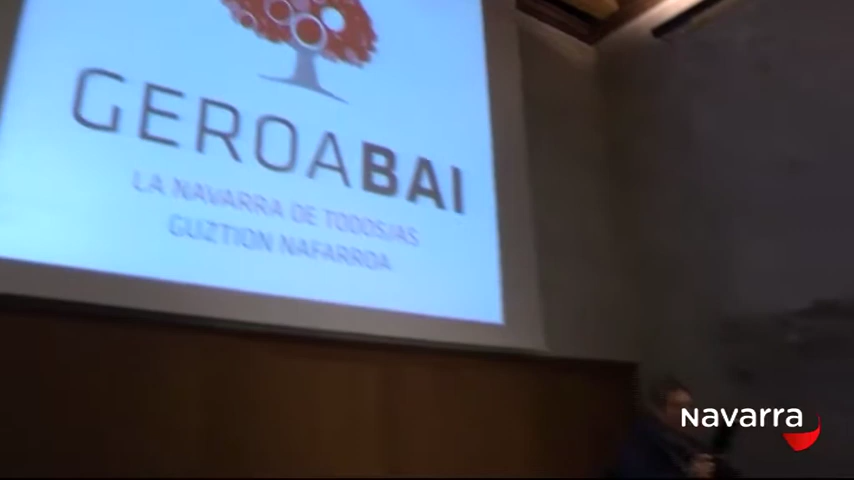 GEROABAI
LA NAVARRA DE TODOS/AS
GUZTION NAFARROA
Navarra